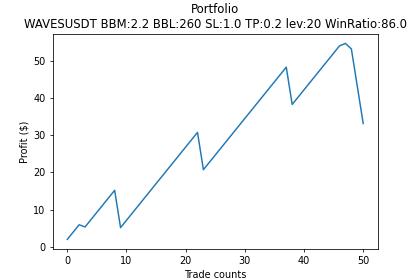 Portfolio
WAVESUSDT BBM:2.2 BBL:260 SL:1.0 TP:0.2 lev:20 WinRatio:86.0
Profit ($)
50
40
30
20
10
0
0 10 20 30 40 50
Trade counts